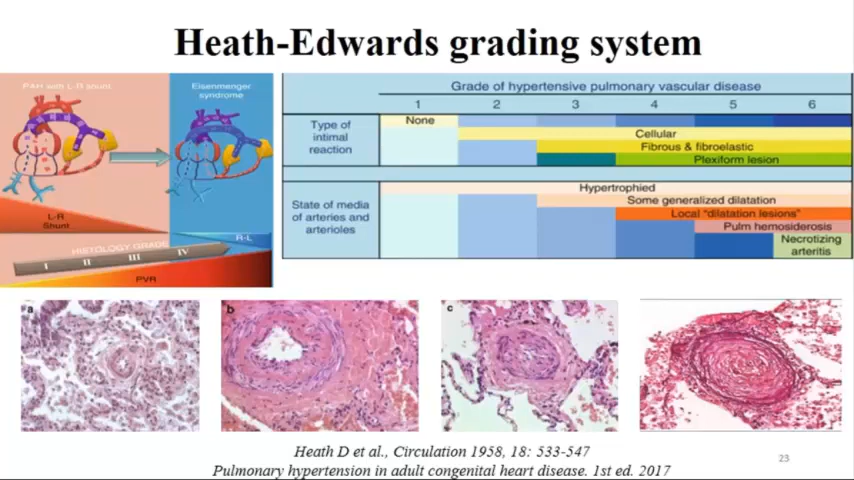 Heath-Edwards grading system
PAH with L-R shunt
Eisenmenger
syndrome
L-R
Shunt
R-L
HISTOLOGY GRADE
I II III IV
PVR
Grade of hypertensive pulmonary vascular disease
1 2 3 4 5 6
Type of
intimal
reaction
None
Cellular
Fibrous & fibroelastic
Plexiform lesion
State of media
of arteries and
arterioles
Hypertrophied
Some generalized dilatation
Local "dilatation lesions"
Pulm hemosiderosis
Necrotizing
arteritis
a
b
c
Heath D et al., Circulation 1958, 18: 533-547
Pulmonary hypertension in adult congenital heart disease. 1st ed. 2017
23